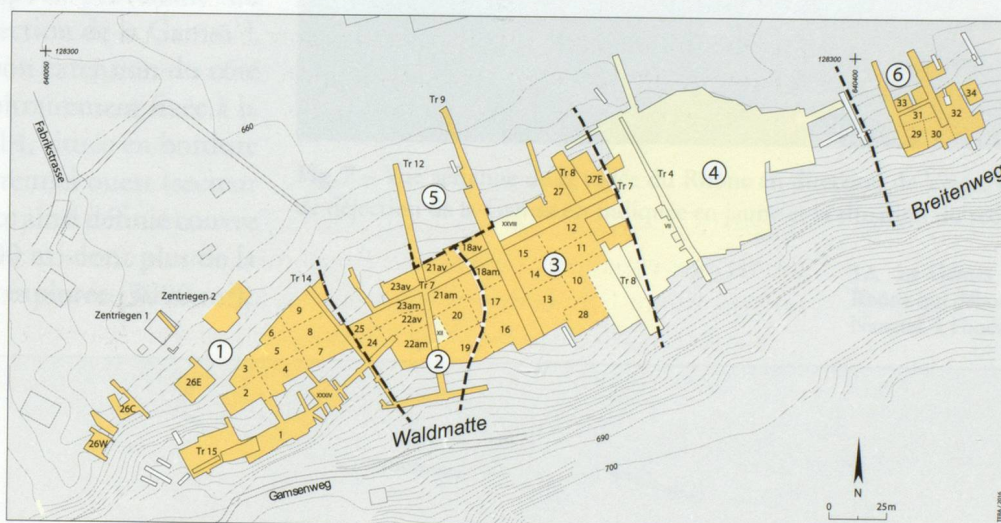 128300
640050
Fabrikstrasse
660
Tr 9
Tr 12
5
Tr 14
Zentriegen 2
Zentriegen 1
1
9
6
8
5
7
3
4
2
26E
26C
26W
XXXIV
1
Tr 15
Gamsenweg
25
24
23av
21av
18av
Tr 7
18am
23am
21am
22av
20
17
XII
22am
19
16
2
Waldmatte
XXVIII
27
Tr 8
27E
Tr 7
12
15
11
3
14
10
13
28
Tr 8
Tr 4
VII
4
128300
640400
6
33
34
31
32
29
30
Breitenweg
690
700
N
0 25m